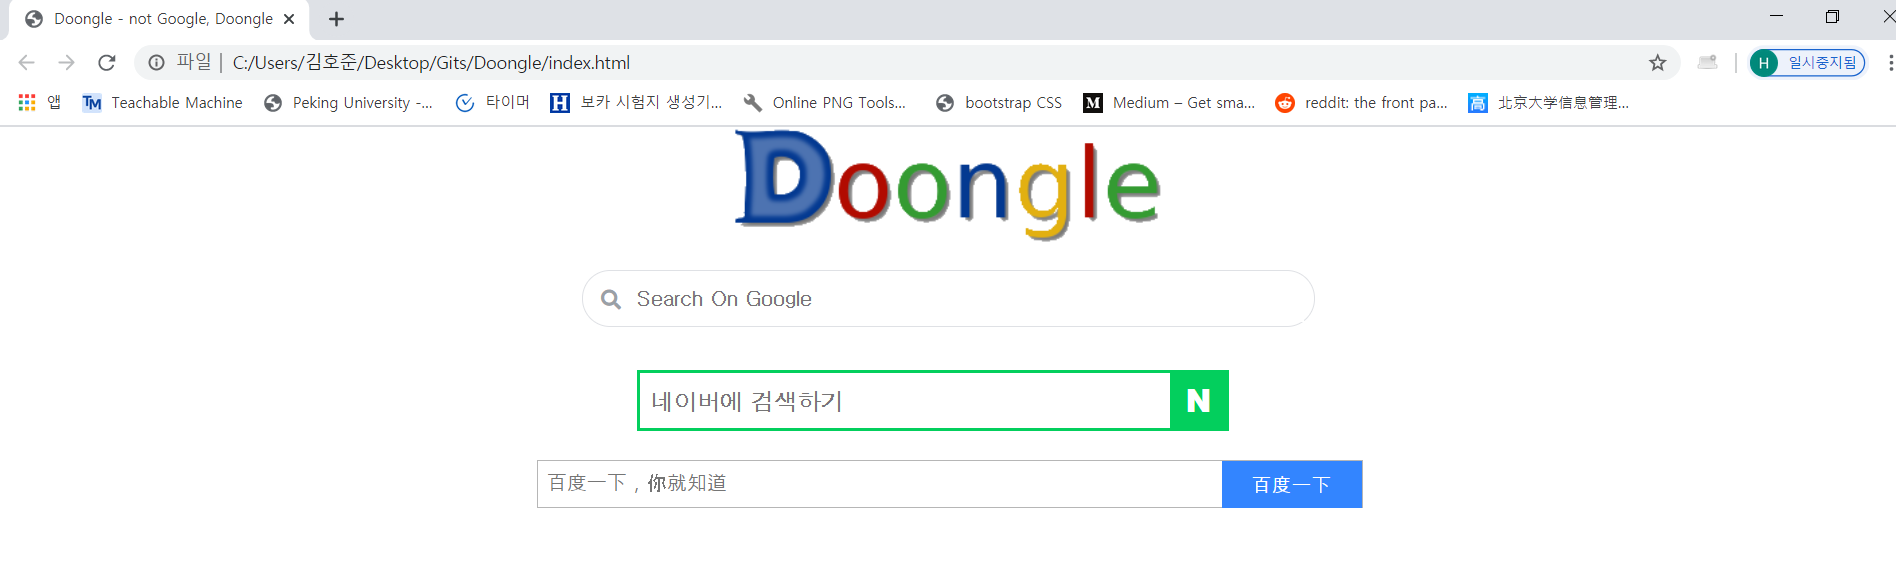 Doongle - not Google, Doongle
파일 | C:/Users/김호준/Desktop/Gits/Doongle/index.html
H 일시중지됨
앱 TM Teachable Machine Peking University -... 타이머 H 보카 시험지 생성기... Online PNG Tools... bootstrap CSS M Medium – Get sma... reddit: the front pa... 高 北京大学信息管理...
Doongle
Search On Google
네이버에 검색하기 N
百度一下，你就知道 百度一下